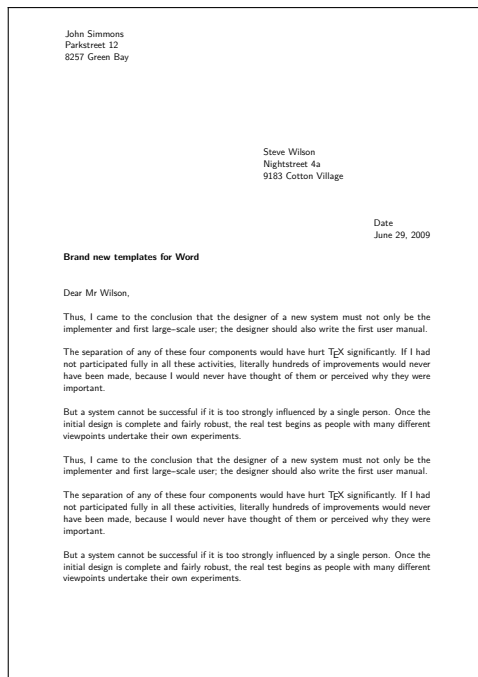 John Simmons
Parkstreet 12
8257 Green Bay
Steve Wilson
Nightstreet 4a
9183 Cotton Village
Date
June 29, 2009
Brand new templates for Word
Dear Mr Wilson,
Thus, I came to the conclusion that the designer of a new system must not only be the
implementer and first large–scale user; the designer should also write the first user manual.
The separation of any of these four components would have hurt TEX significantly. If I had
not participated fully in all these activities, literally hundreds of improvements would never
have been made, because I would never have thought of them or perceived why they were
important.
But a system cannot be successful if it is too strongly influenced by a single person. Once the
initial design is complete and fairly robust, the real test begins as people with many different
viewpoints undertake their own experiments.
Thus, I came to the conclusion that the designer of a new system must not only be the
implementer and first large–scale user; the designer should also write the first user manual.
The separation of any of these four components would have hurt TEX significantly. If I had
not participated fully in all these activities, literally hundreds of improvements would never
have been made, because I would never have thought of them or perceived why they were
important.
But a system cannot be successful if it is too strongly influenced by a single person. Once the
initial design is complete and fairly robust, the real test begins as people with many different
viewpoints undertake their own experiments.